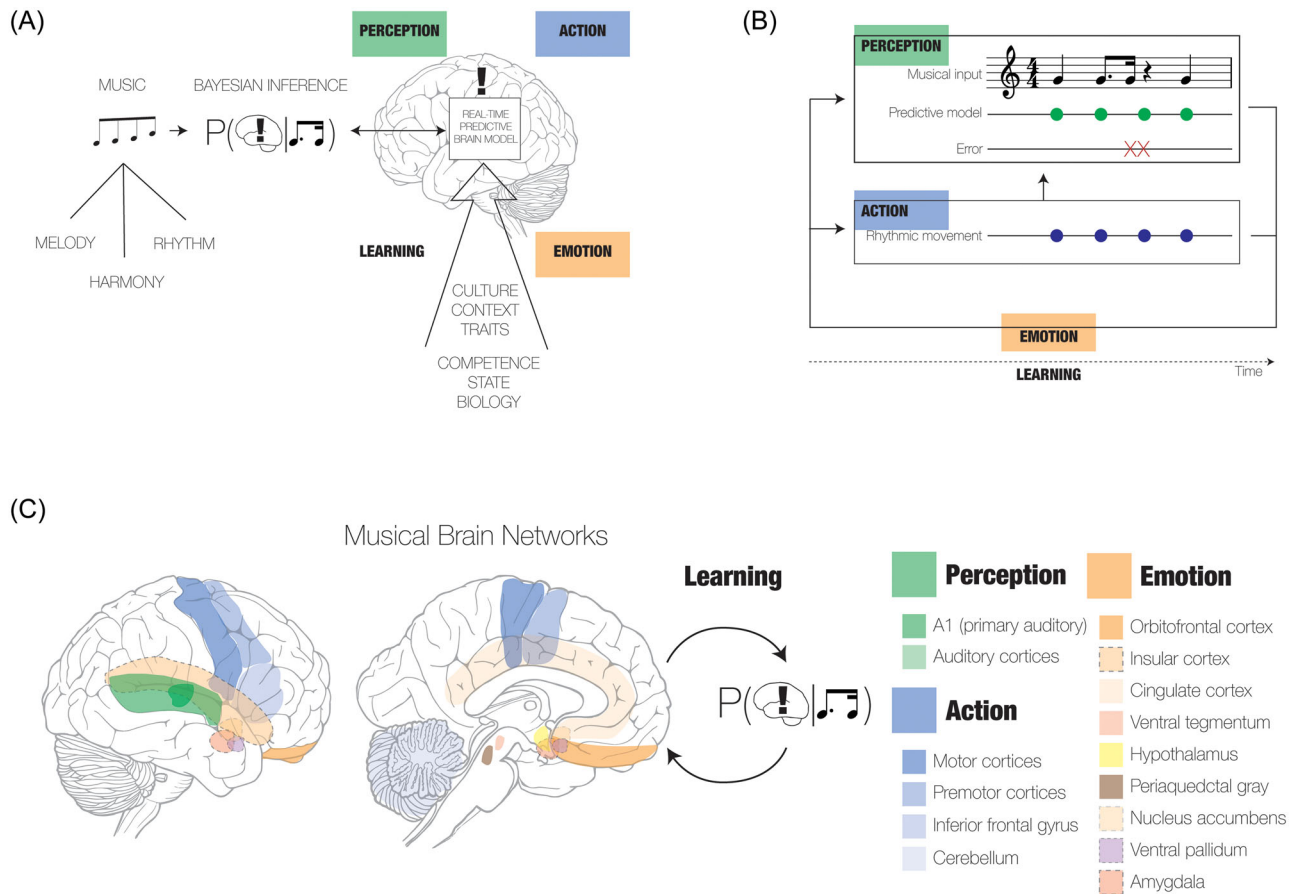 (A)
PERCEPTION
ACTION
MUSIC
BAYESIAN INFERENCE
P(!|)
!
REAL-TIME
PREDICTIVE
BRAIN MODEL
MELODY
RHYTHM
HARMONY
LEARNING
EMOTION
CULTURE
CONTEXT
TRAITS
COMPETENCE
STATE
BIOLOGY
(B)
PERCEPTION
Musical input
4
4
Predictive model
Error
ACTION
Rhythmic movement
EMOTION
LEARNING
Time
(C)
Musical Brain Networks
Learning
P(!|)
Perception
A1 (primary auditory)
Auditory cortices
Action
Motor cortices
Premotor cortices
Inferior frontal gyrus
Cerebellum
Emotion
Orbitofrontal cortex
Insular cortex
Cingulate cortex
Ventral tegmentum
Hypothalamus
Periaquedctal gray
Nucleus accumbens
Ventral pallidum
Amygdala